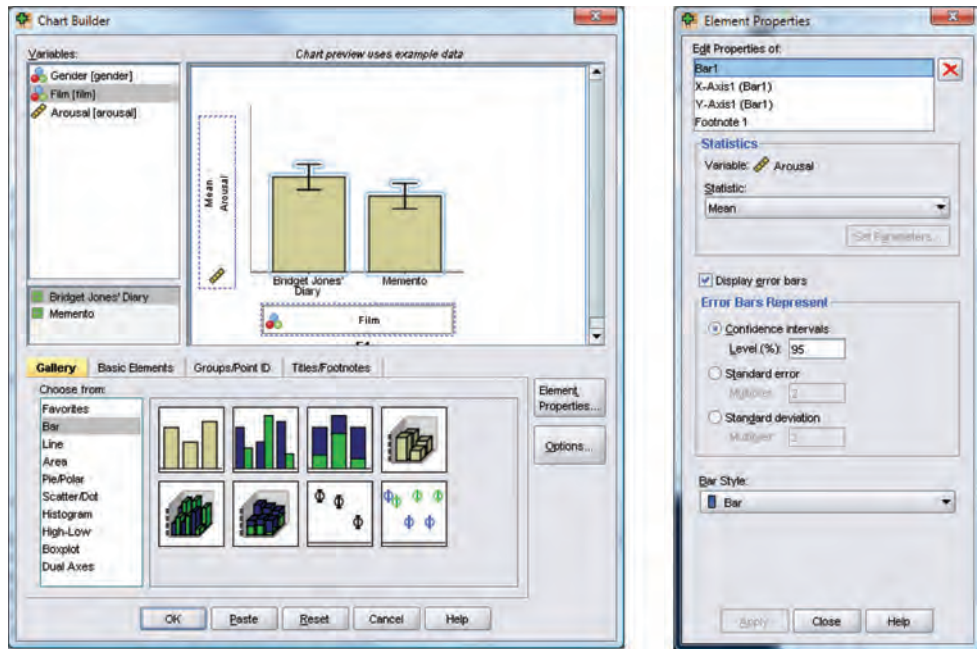 Chart Builder
Variables:
Chart preview uses example data
Gender [gender]
Film [film]
Arousal [arousal]
Mean
Arousal
Bridget Jones'
Diary
Memento
Film
Bridget Jones' Diary
Memento
Gallery
Basic Elements
Groups/Point ID
Titles/Footnotes
Choose from:
Favorites
Bar
Line
Area
Pie/Polar
Scatter/Dot
Histogram
High-Low
Boxplot
Dual Axes
Element
Properties...
Options...
OK
Paste
Reset
Cancel
Help
Element Properties
Edit Properties of:
Bar1
X-Axis1 (Bar1)
Y-Axis1 (Bar1)
Footnote 1
Statistics
Variable: Arousal
Statistic:
Mean
Set Parameters...
Display error bars
Error Bars Represent
Confidence intervals
Level (%): 95
Standard error
Multiplier: 2
Standard deviation
Multiplier: 2
Bar Style:
Bar
Apply
Close
Help